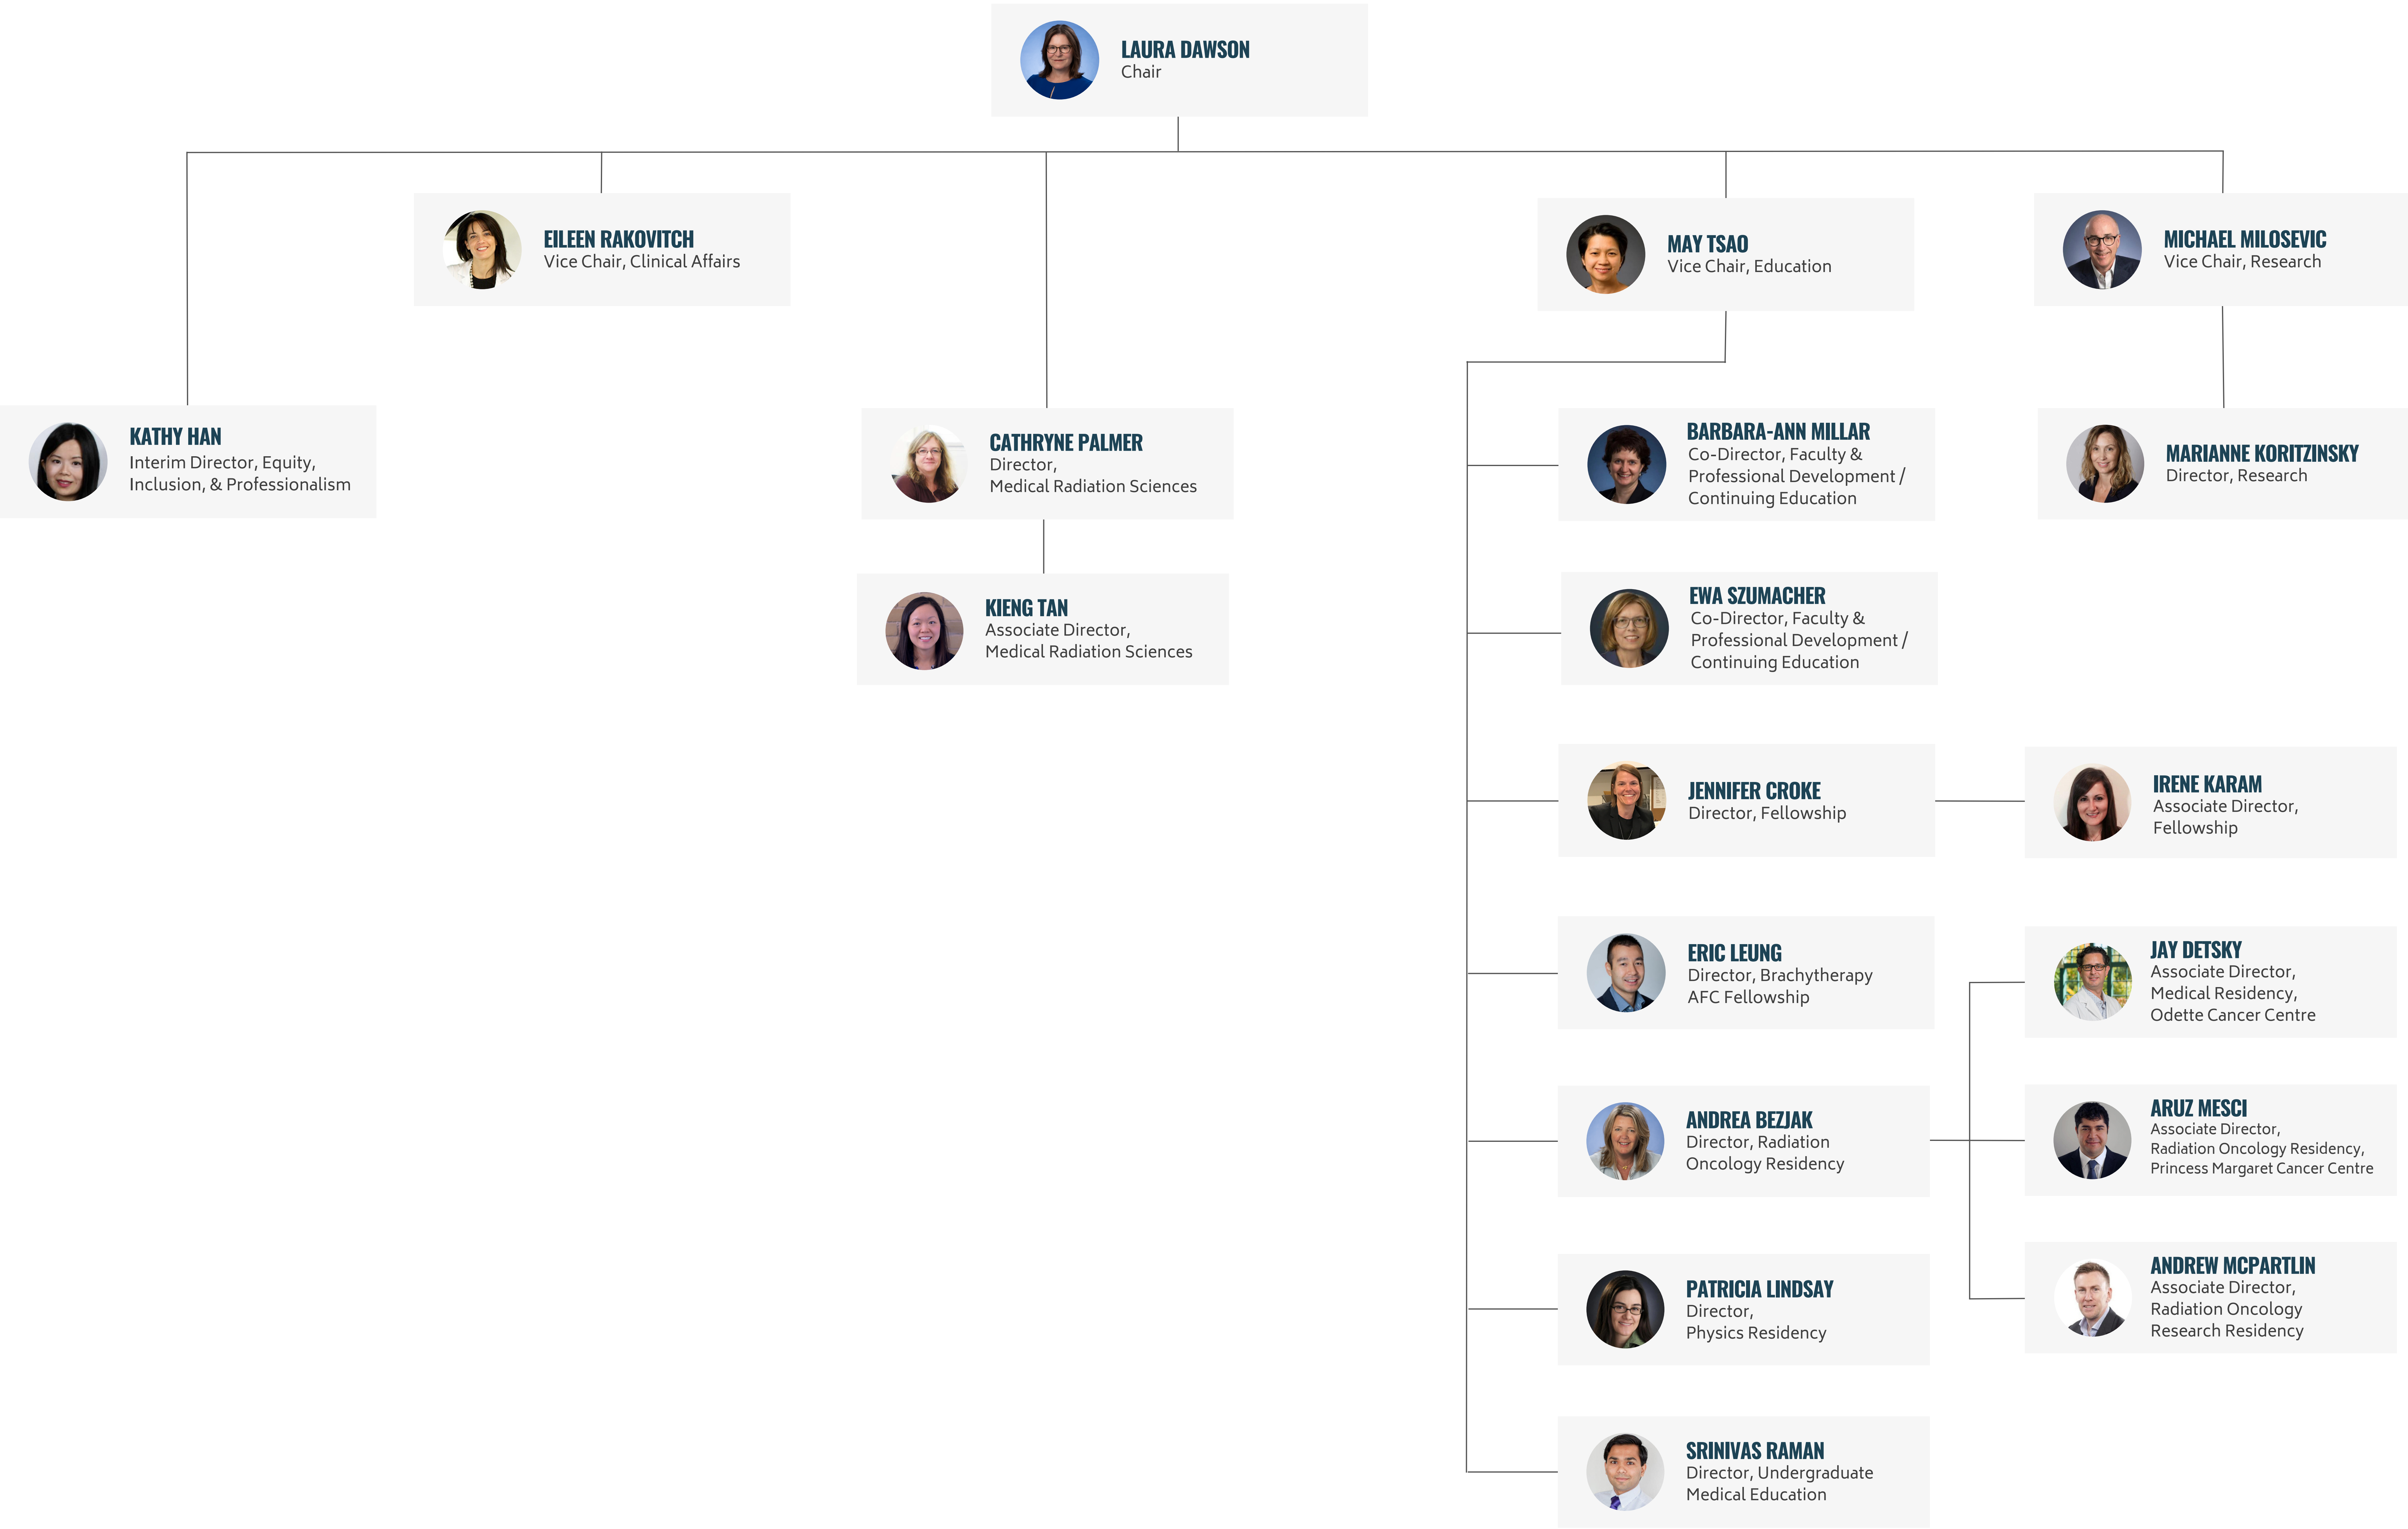 LAURA DAWSON
Chair
EILEEN RAKOVITCH
Vice Chair, Clinical Affairs
MAY TSAO
Vice Chair, Education
MICHAEL MILOSEVIC
Vice Chair, Research
KATHY HAN
Interim Director, Equity,
Inclusion, & Professionalism
CATHRYNE PALMER
Director,
Medical Radiation Sciences
BARBARA-ANN MILLAR
Co-Director, Faculty &
Professional Development /
Continuing Education
MARIANNE KORITZINSKY
Director, Research
KIENG TAN
Associate Director,
Medical Radiation Sciences
EWA SZUMACHER
Co-Director, Faculty &
Professional Development /
Continuing Education
JENNIFER CROKE
Director, Fellowship
IRENE KARAM
Associate Director,
Fellowship
ERIC LEUNG
Director, Brachytherapy
AFC Fellowship
JAY DETSKY
Associate Director,
Medical Residency,
Odette Cancer Centre
ANDREA BEZJAK
Director, Radiation
Oncology Residency
ARUZ MESCI
Associate Director,
Radiation Oncology Residency,
Princess Margaret Cancer Centre
PATRICIA LINDSAY
Director,
Physics Residency
ANDREW MCPARTLIN
Associate Director,
Radiation Oncology
Research Residency
SRINIVAS RAMAN
Director, Undergraduate
Medical Education